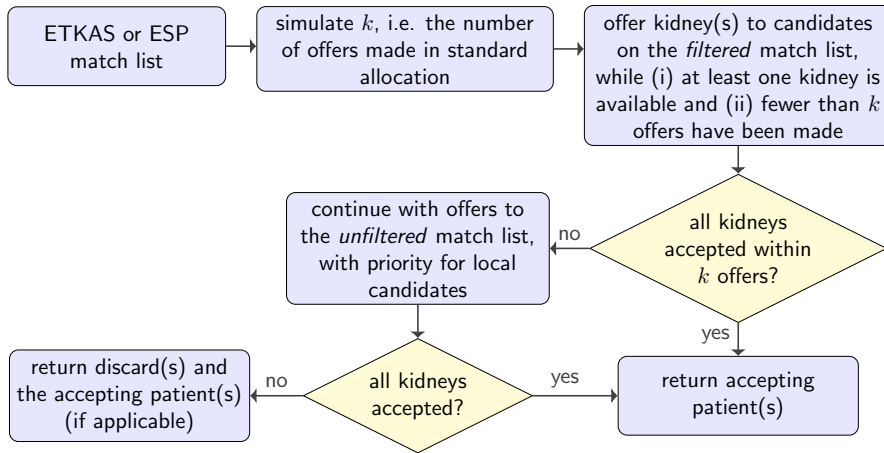 ETKAS or ESP
match list
simulate k, i.e. the number
of offers made in standard
allocation
offer kidney(s) to candidates
on the filtered match list,
while (i) at least one kidney is
available and (ii) fewer than k
offers have been made
all kidneys
accepted within
k offers?
no
continue with offers to
the unfiltered match list,
with priority for local
candidates
yes
all kidneys
accepted?
no
return discard(s) and
the accepting patient(s)
(if applicable)
yes
return accepting
patient(s)